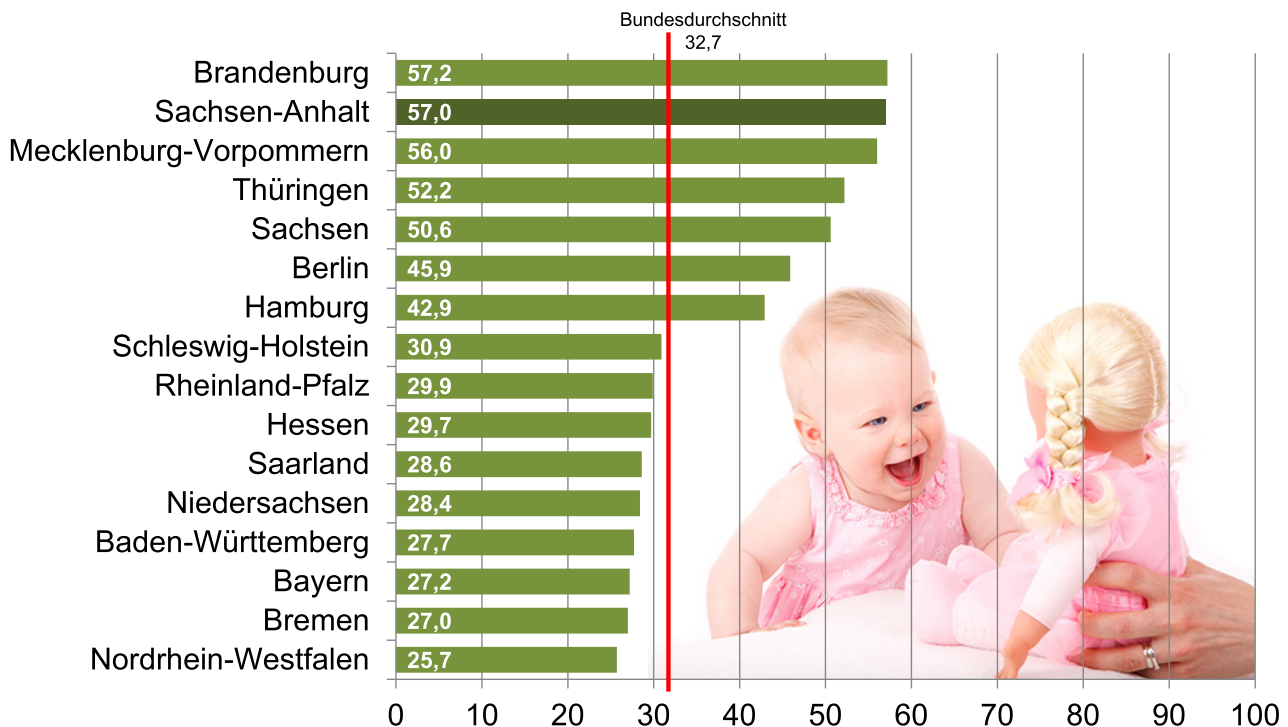 Bundesdurchschnitt
32,7
Brandenburg 57,2
Sachsen-Anhalt 57,0
Mecklenburg-Vorpommern 56,0
Thüringen 52,2
Sachsen 50,6
Berlin 45,9
Hamburg 42,9
Schleswig-Holstein 30,9
Rheinland-Pfalz 29,9
Hessen 29,7
Saarland 28,6
Niedersachsen 28,4
Baden-Württemberg 27,7
Bayern 27,2
Bremen 27,0
Nordrhein-Westfalen 25,7
0 10 20 30 40 50 60 70 80 90 100